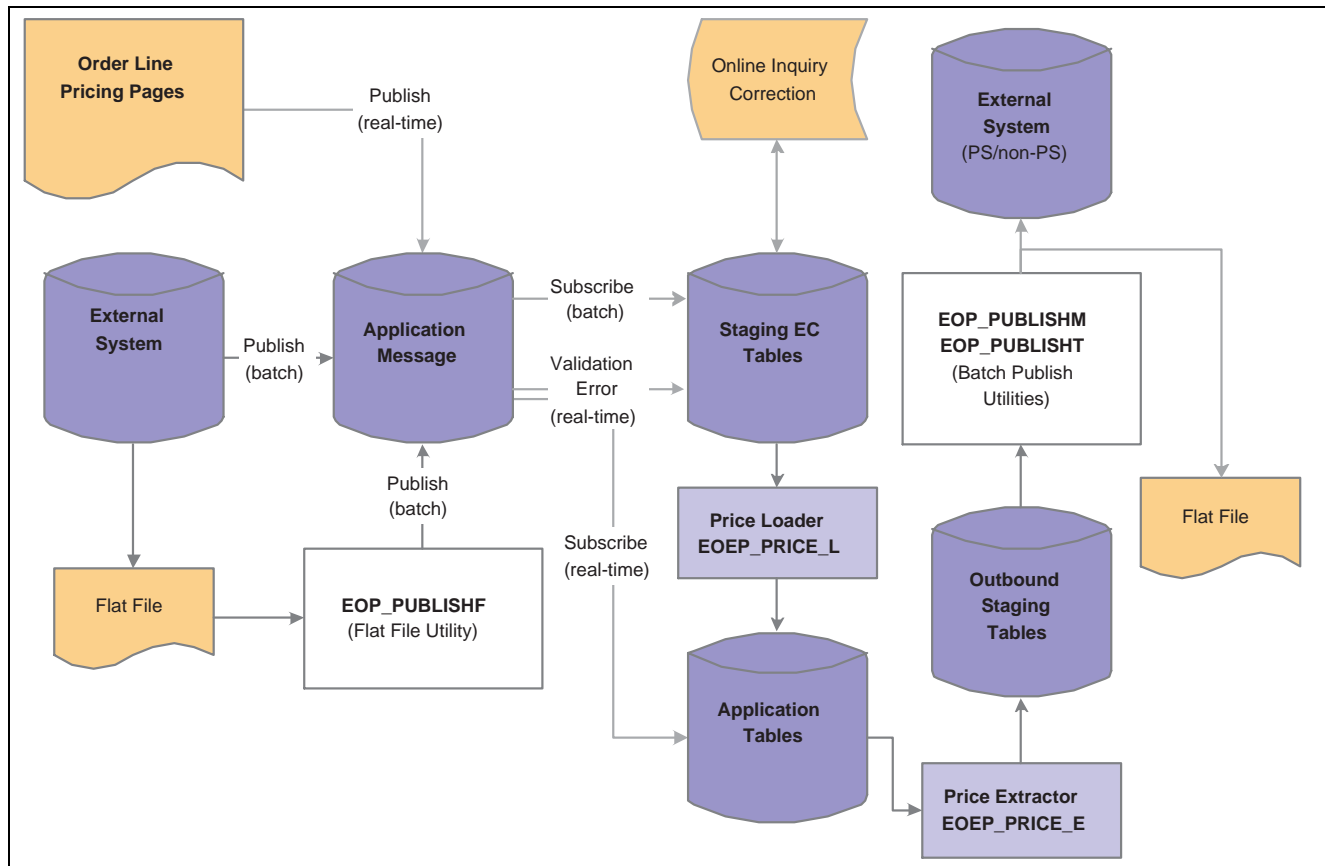 Order Line
Pricing Pages
Publish
(real-time)
Online Inquiry
Correction
External
System
(PS/non-PS)
External
System
Publish
(batch)
Application
Message
Subscribe
(batch)
Validation
Error
(real-time)
Staging EC
Tables
EOP_PUBLISHM
EOP_PUBLISHT
(Batch Publish
Utilities)
Publish
(batch)
Flat File
EOP_PUBLISHF
(Flat File Utility)
Subscribe
(real-time)
Price Loader
EOEP_PRICE_L
Outbound
Staging
Tables
Flat File
Application
Tables
Price Extractor
EOEP_PRICE_E